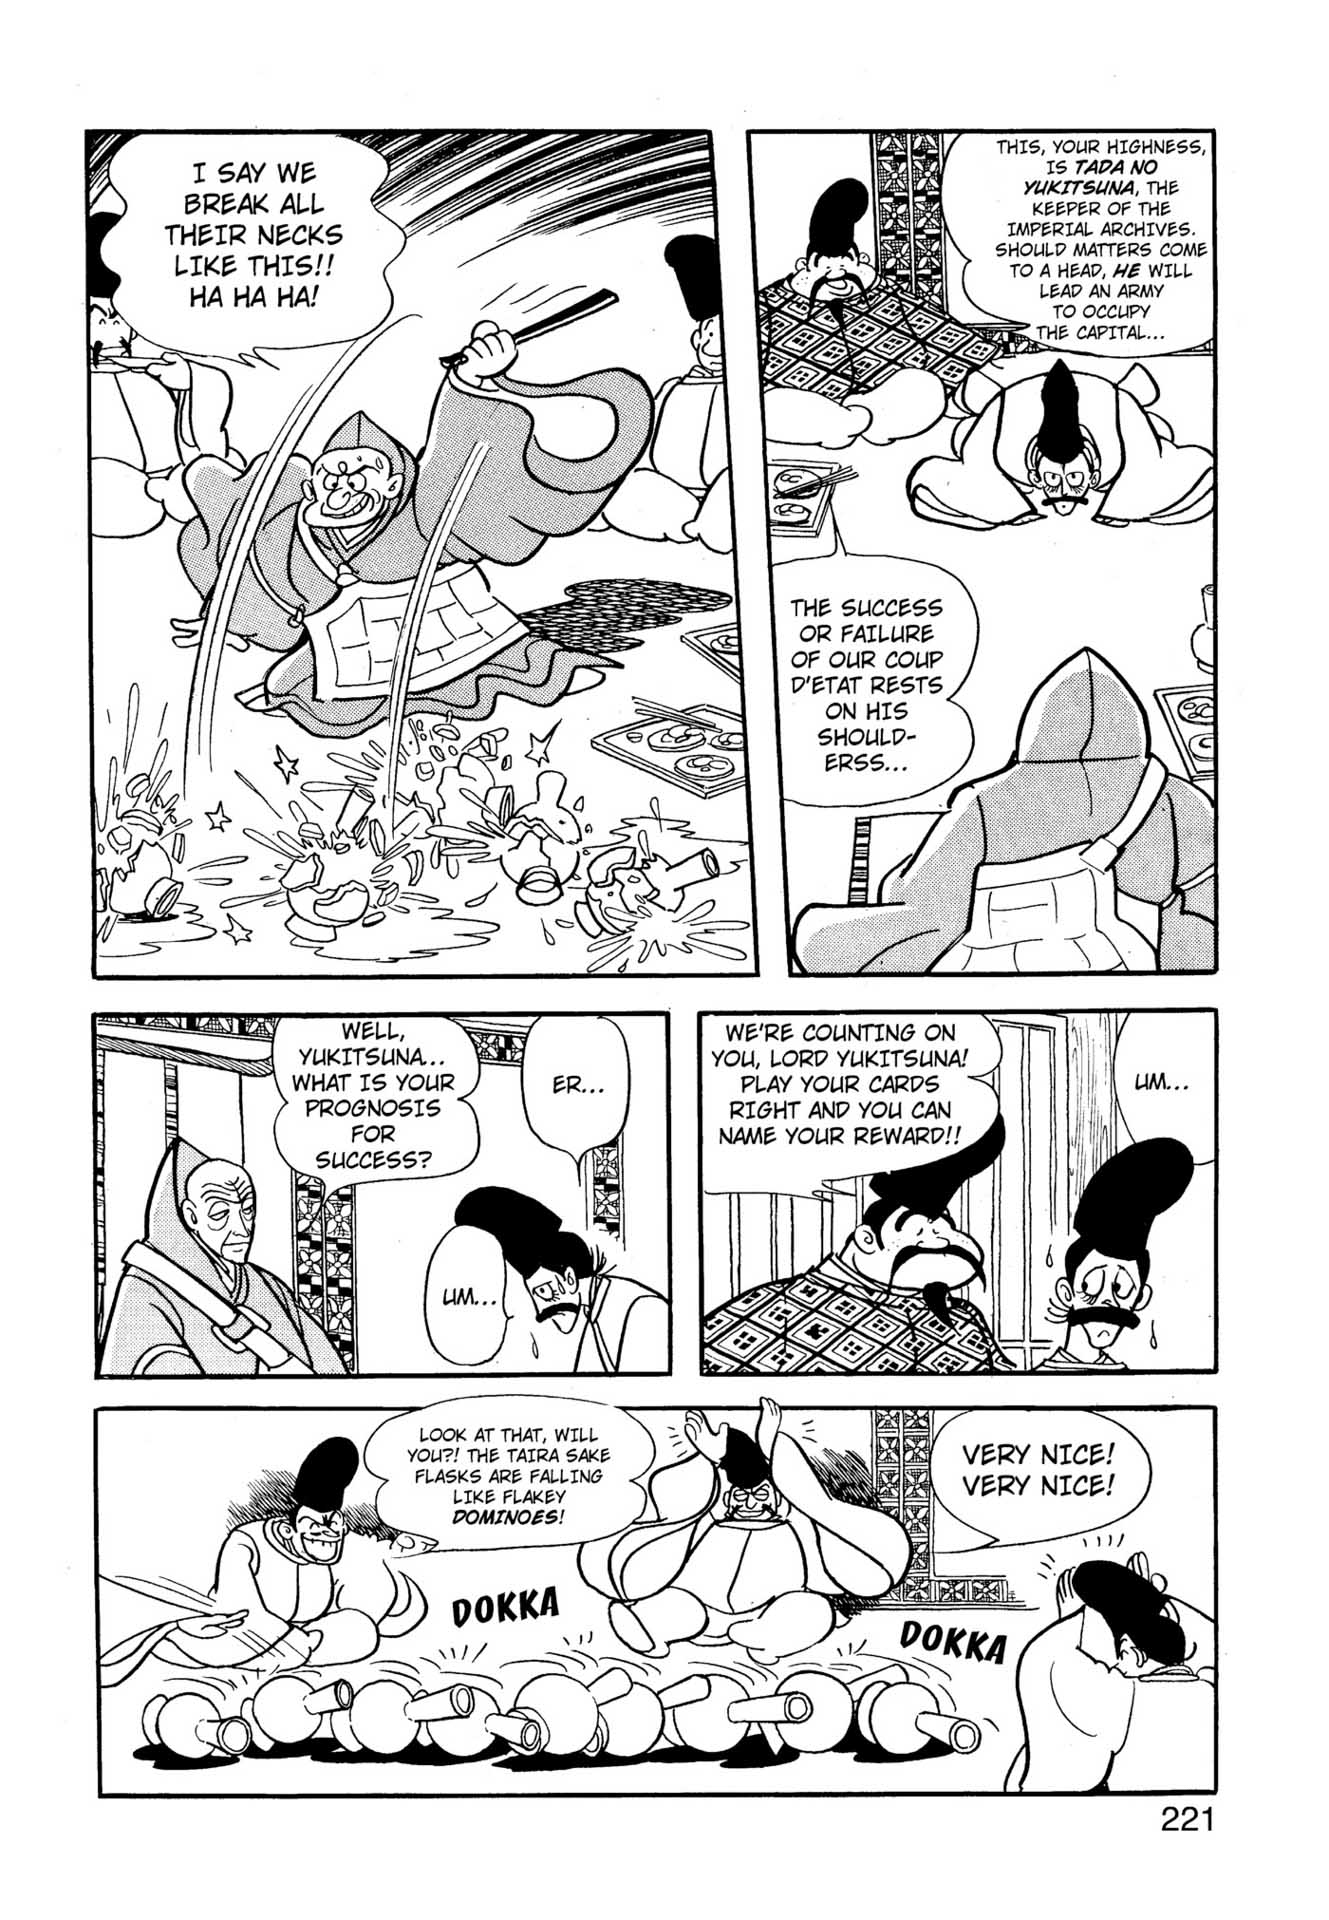 I SAY WE
BREAK ALL
THEIR NECKS
LIKE THIS!!
HA HA HA!
THIS, YOUR HIGHNESS,
IS TADA NO
YUKITSUNA, THE
KEEPER OF THE
IMPERIAL ARCHIVES.
SHOULD MATTERS COME
TO A HEAD, HE WILL
LEAD AN ARMY
TO OCCUPY
THE CAPITAL...
THE SUCCESS
OR FAILURE
OF OUR COUP
D'ETAT RESTS
ON HIS
SHOULD-
ERSS...
WELL,
YUKITSUNA...
WHAT IS YOUR
PROGNOSIS
FOR
SUCCESS?
ER...
UM...
WE'RE COUNTING ON
YOU, LORD YUKITSUNA!
PLAY YOUR CARDS
RIGHT AND YOU CAN
NAME YOUR REWARD!!
UM...
LOOK AT THAT, WILL
YOU?! THE TAIRA SAKE
FLASKS ARE FALLING
LIKE FLAKEY
DOMINOES!
DOKKA
VERY NICE!
VERY NICE!
DOKKA
221